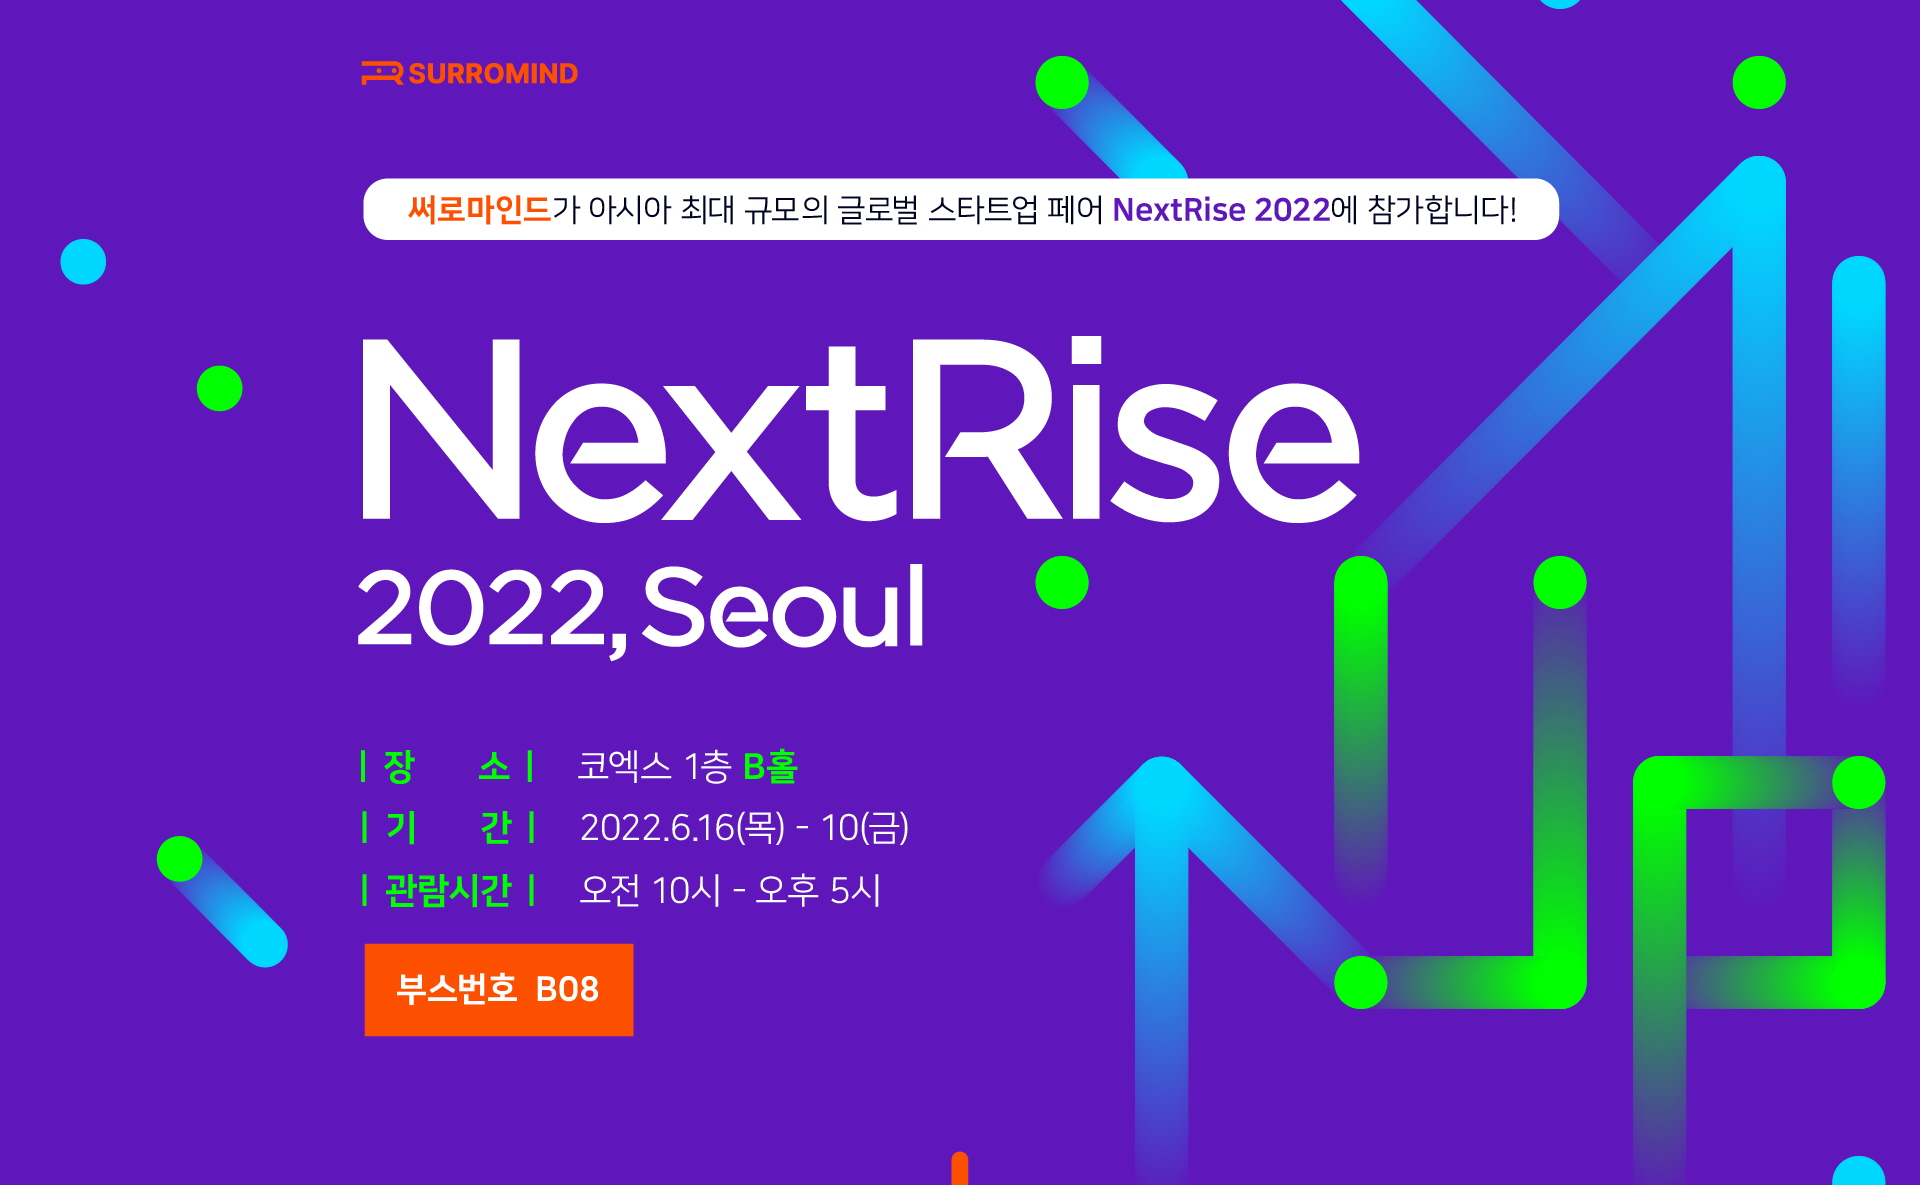 SURROMIND
써로마인드가 아시아 최대 규모의 글로벌 스타트업 페어 NextRise 2022에 참가합니다!
NextRise
2022, Seoul
| 장 소 | 코엑스 1층 B홀
| 기 간 | 2022.6.16(목) - 10(금)
| 관람시간 | 오전 10시 - 오후 5시
부스번호 B08